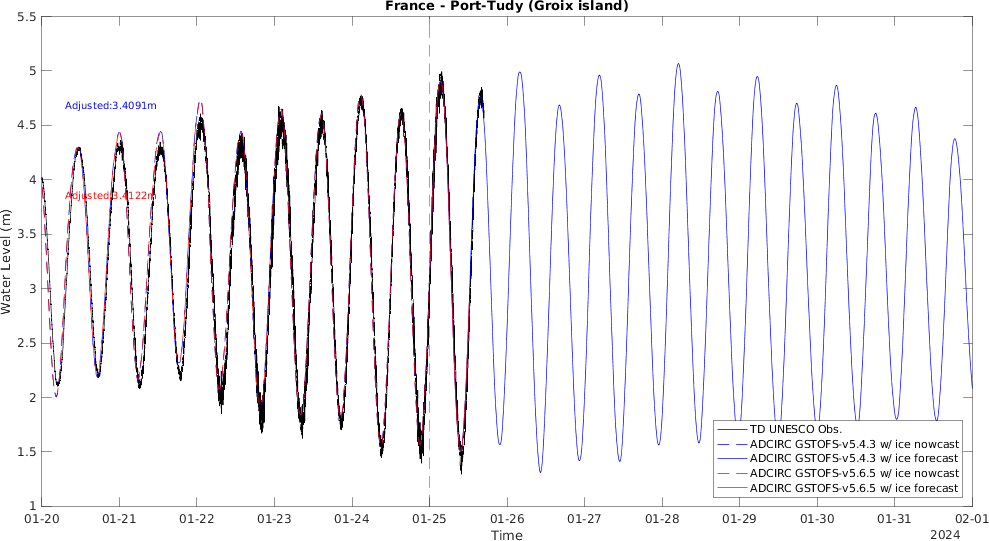 France - Port-Tudy (Groix island)
5.5
5
4.5
4
3.5
3
2.5
2
1.5
1
Water Level (m)
Adjusted:3.4091m
Adjusted:3.4122m
TD UNESCO Obs.
ADCIRC GSTOFS-v5.4.3 w/ ice nowcast
ADCIRC GSTOFS-v5.4.3 w/ ice forecast
ADCIRC GSTOFS-v5.6.5 w/ ice nowcast
ADCIRC GSTOFS-v5.6.5 w/ ice forecast
01-20 01-21 01-22 01-23 01-24 01-25 01-26 01-27 01-28 01-29 01-30 01-31 02-01
Time
2024